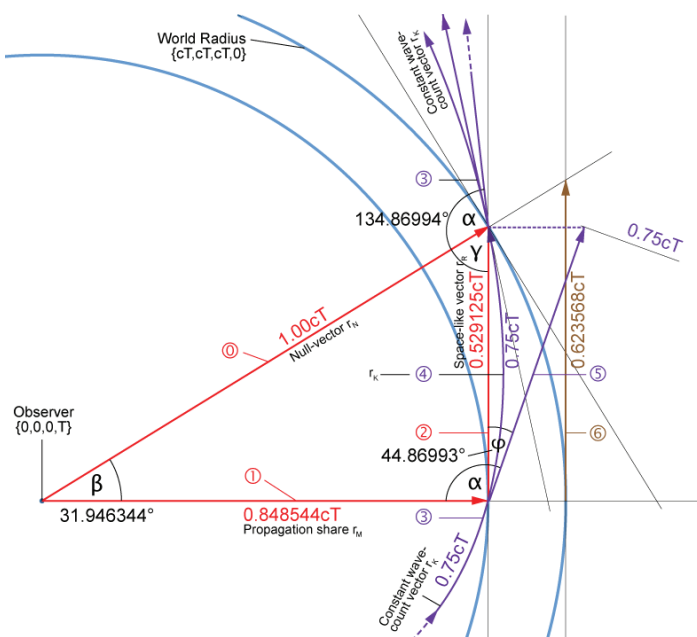 World Radius
{cT,cT,cT,0}
Constant wave-
count vector rK
③
134.86994°
α
γ
0.75cT
1.00cT
Null-vector rN
⓪
Space-like vector rR
0.529125cT
0.75cT
0.623568cT
rK
④
⑤
Observer
{0,0,0,T}
②
⑥
φ
44.86993°
β
①
α
31.946344°
0.848544cT
Propagation share rM
③
0.75cT
Constant wave-
count vector rK